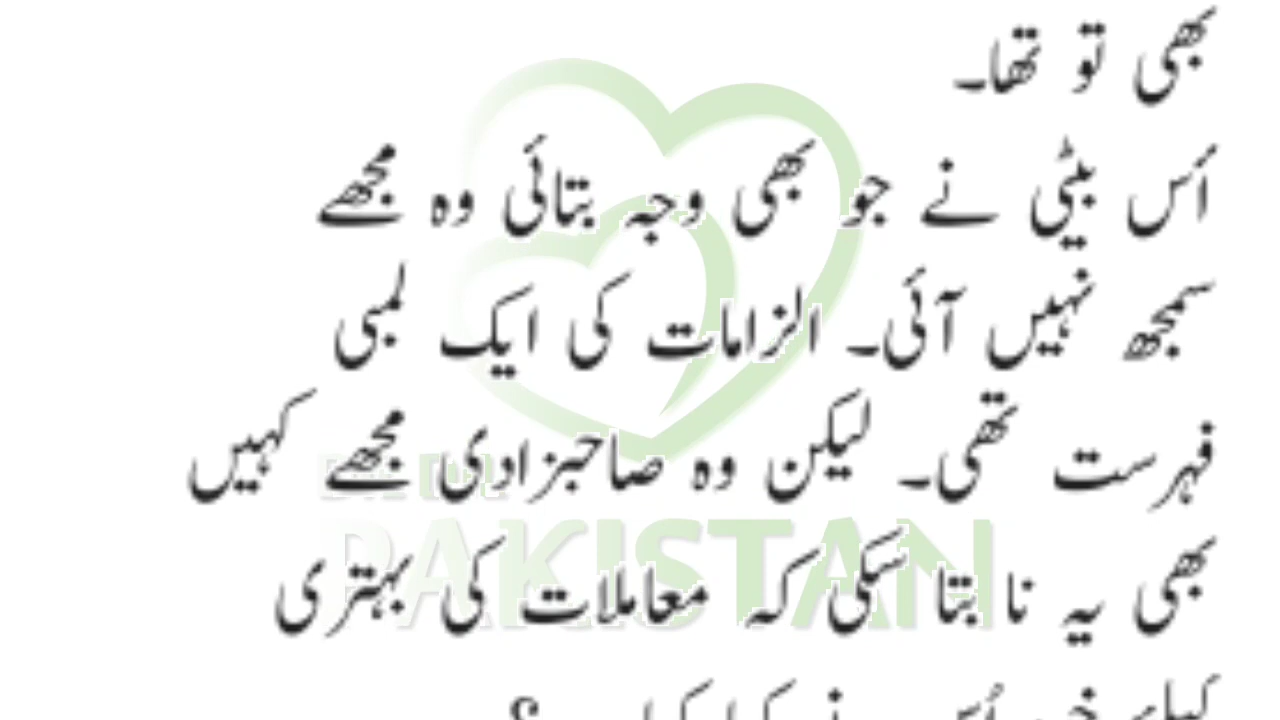 بھی تو تھا۔
اُس بیٹی نے جو بھی وجہ بتائی وہ مجھے
سمجھ نہیں آئی۔ الزامات کی ایک لمبی
فہرست تھی۔ لیکن وہ صاحبزادی مجھے کہیں
بھی یہ نا بتا سکی کہ معاملات کی بہتری
PAKISTAN